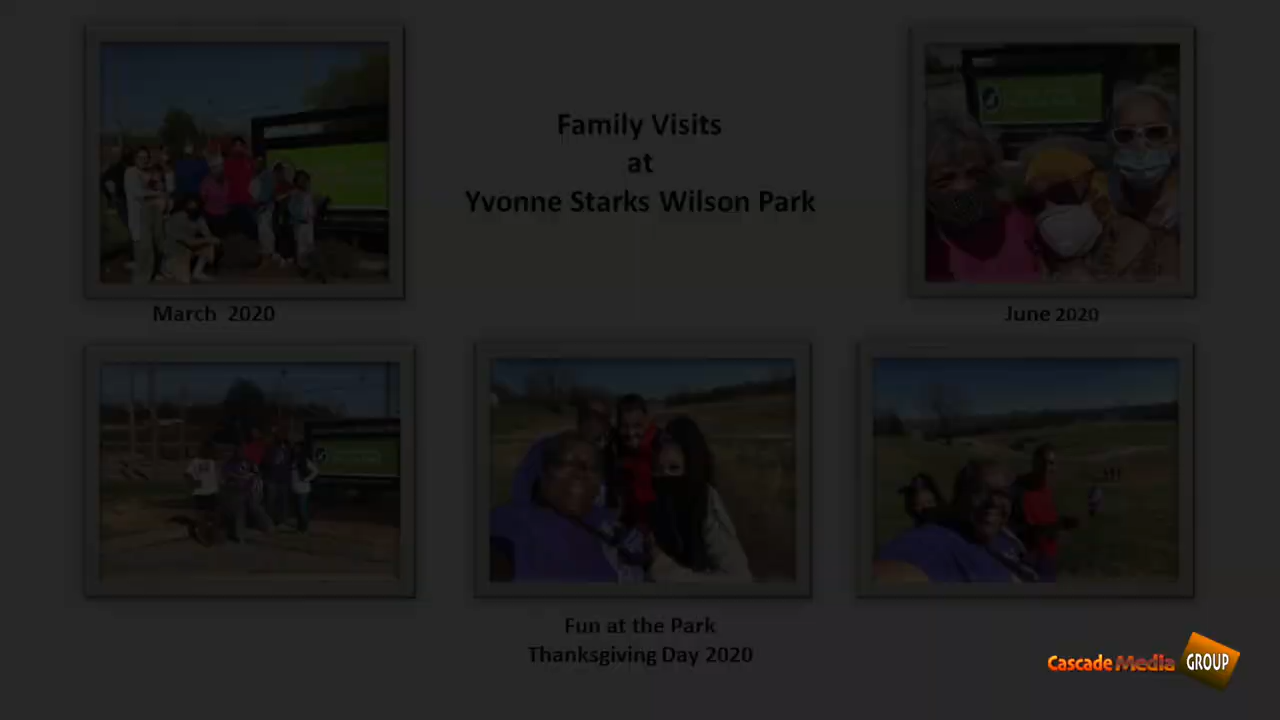 Family Visits
at
Yvonne Starks Wilson Park
March 2020
June 2020
Fun at the Park
Thanksgiving Day 2020
Cascade Media GROUP